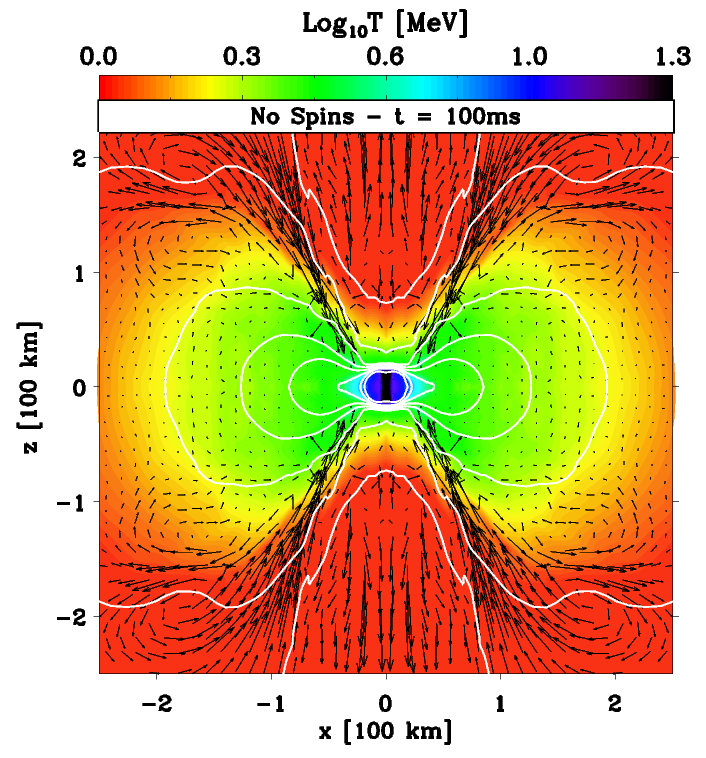 Log₁₀T [MeV]
0.0 0.3 0.6 1.0 1.3
No Spins - t = 100ms
2
1
0
-1
-2
z [100 km]
-2 -1 0 1 2
x [100 km]